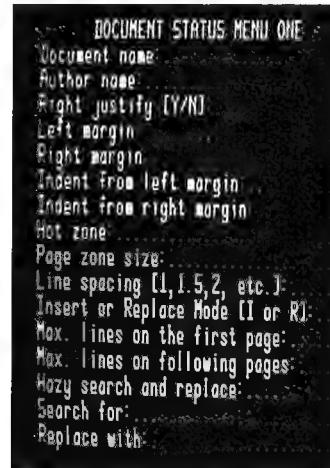 DOCUMENT STATUS MENU ONE
Document name:
Author name:
Right justify [Y/N]
Left margin
Right margin
Indent from left margin
Indent from right margin
Hot zone
Page zone size:
Line spacing [1,1.5,2, etc.]:
Insert or Replace Mode [I or R]:
Max. lines on the first page:
Max. lines on following pages:
Hazy search and replace:
Search for:
Replace with: